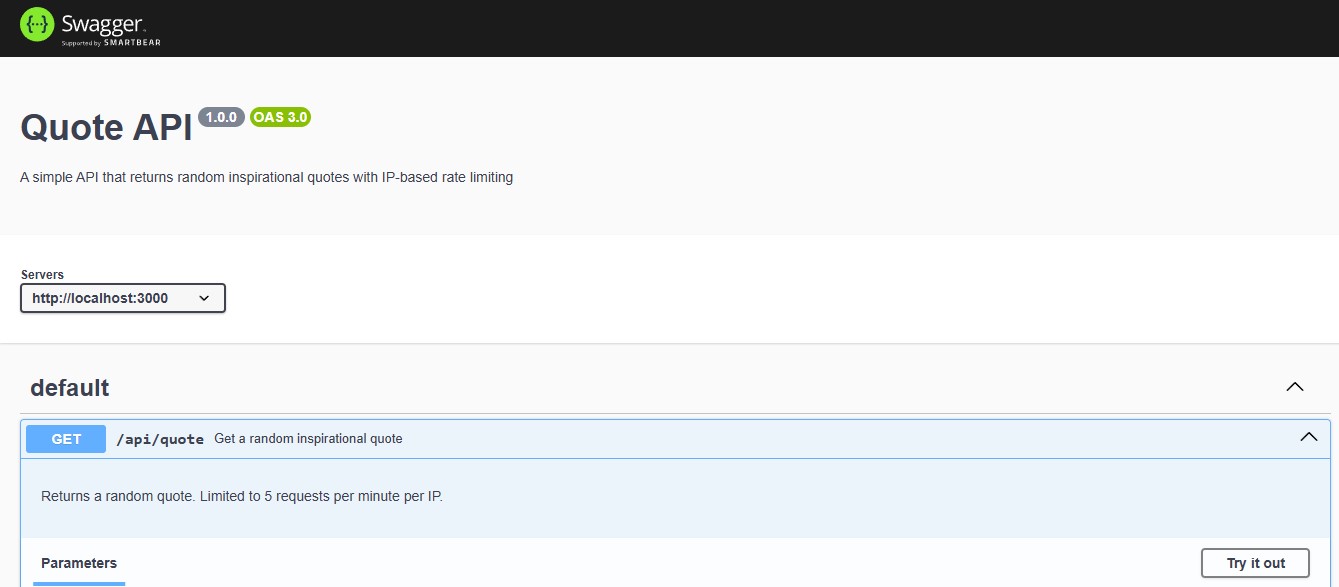 {···} Swagger.
Supported by SMARTBEAR
Quote API 1.0.0 OAS 3.0
A simple API that returns random inspirational quotes with IP-based rate limiting
Servers
http://localhost:3000
default
GET /api/quote Get a random inspirational quote
Returns a random quote. Limited to 5 requests per minute per IP.
Parameters Try it out